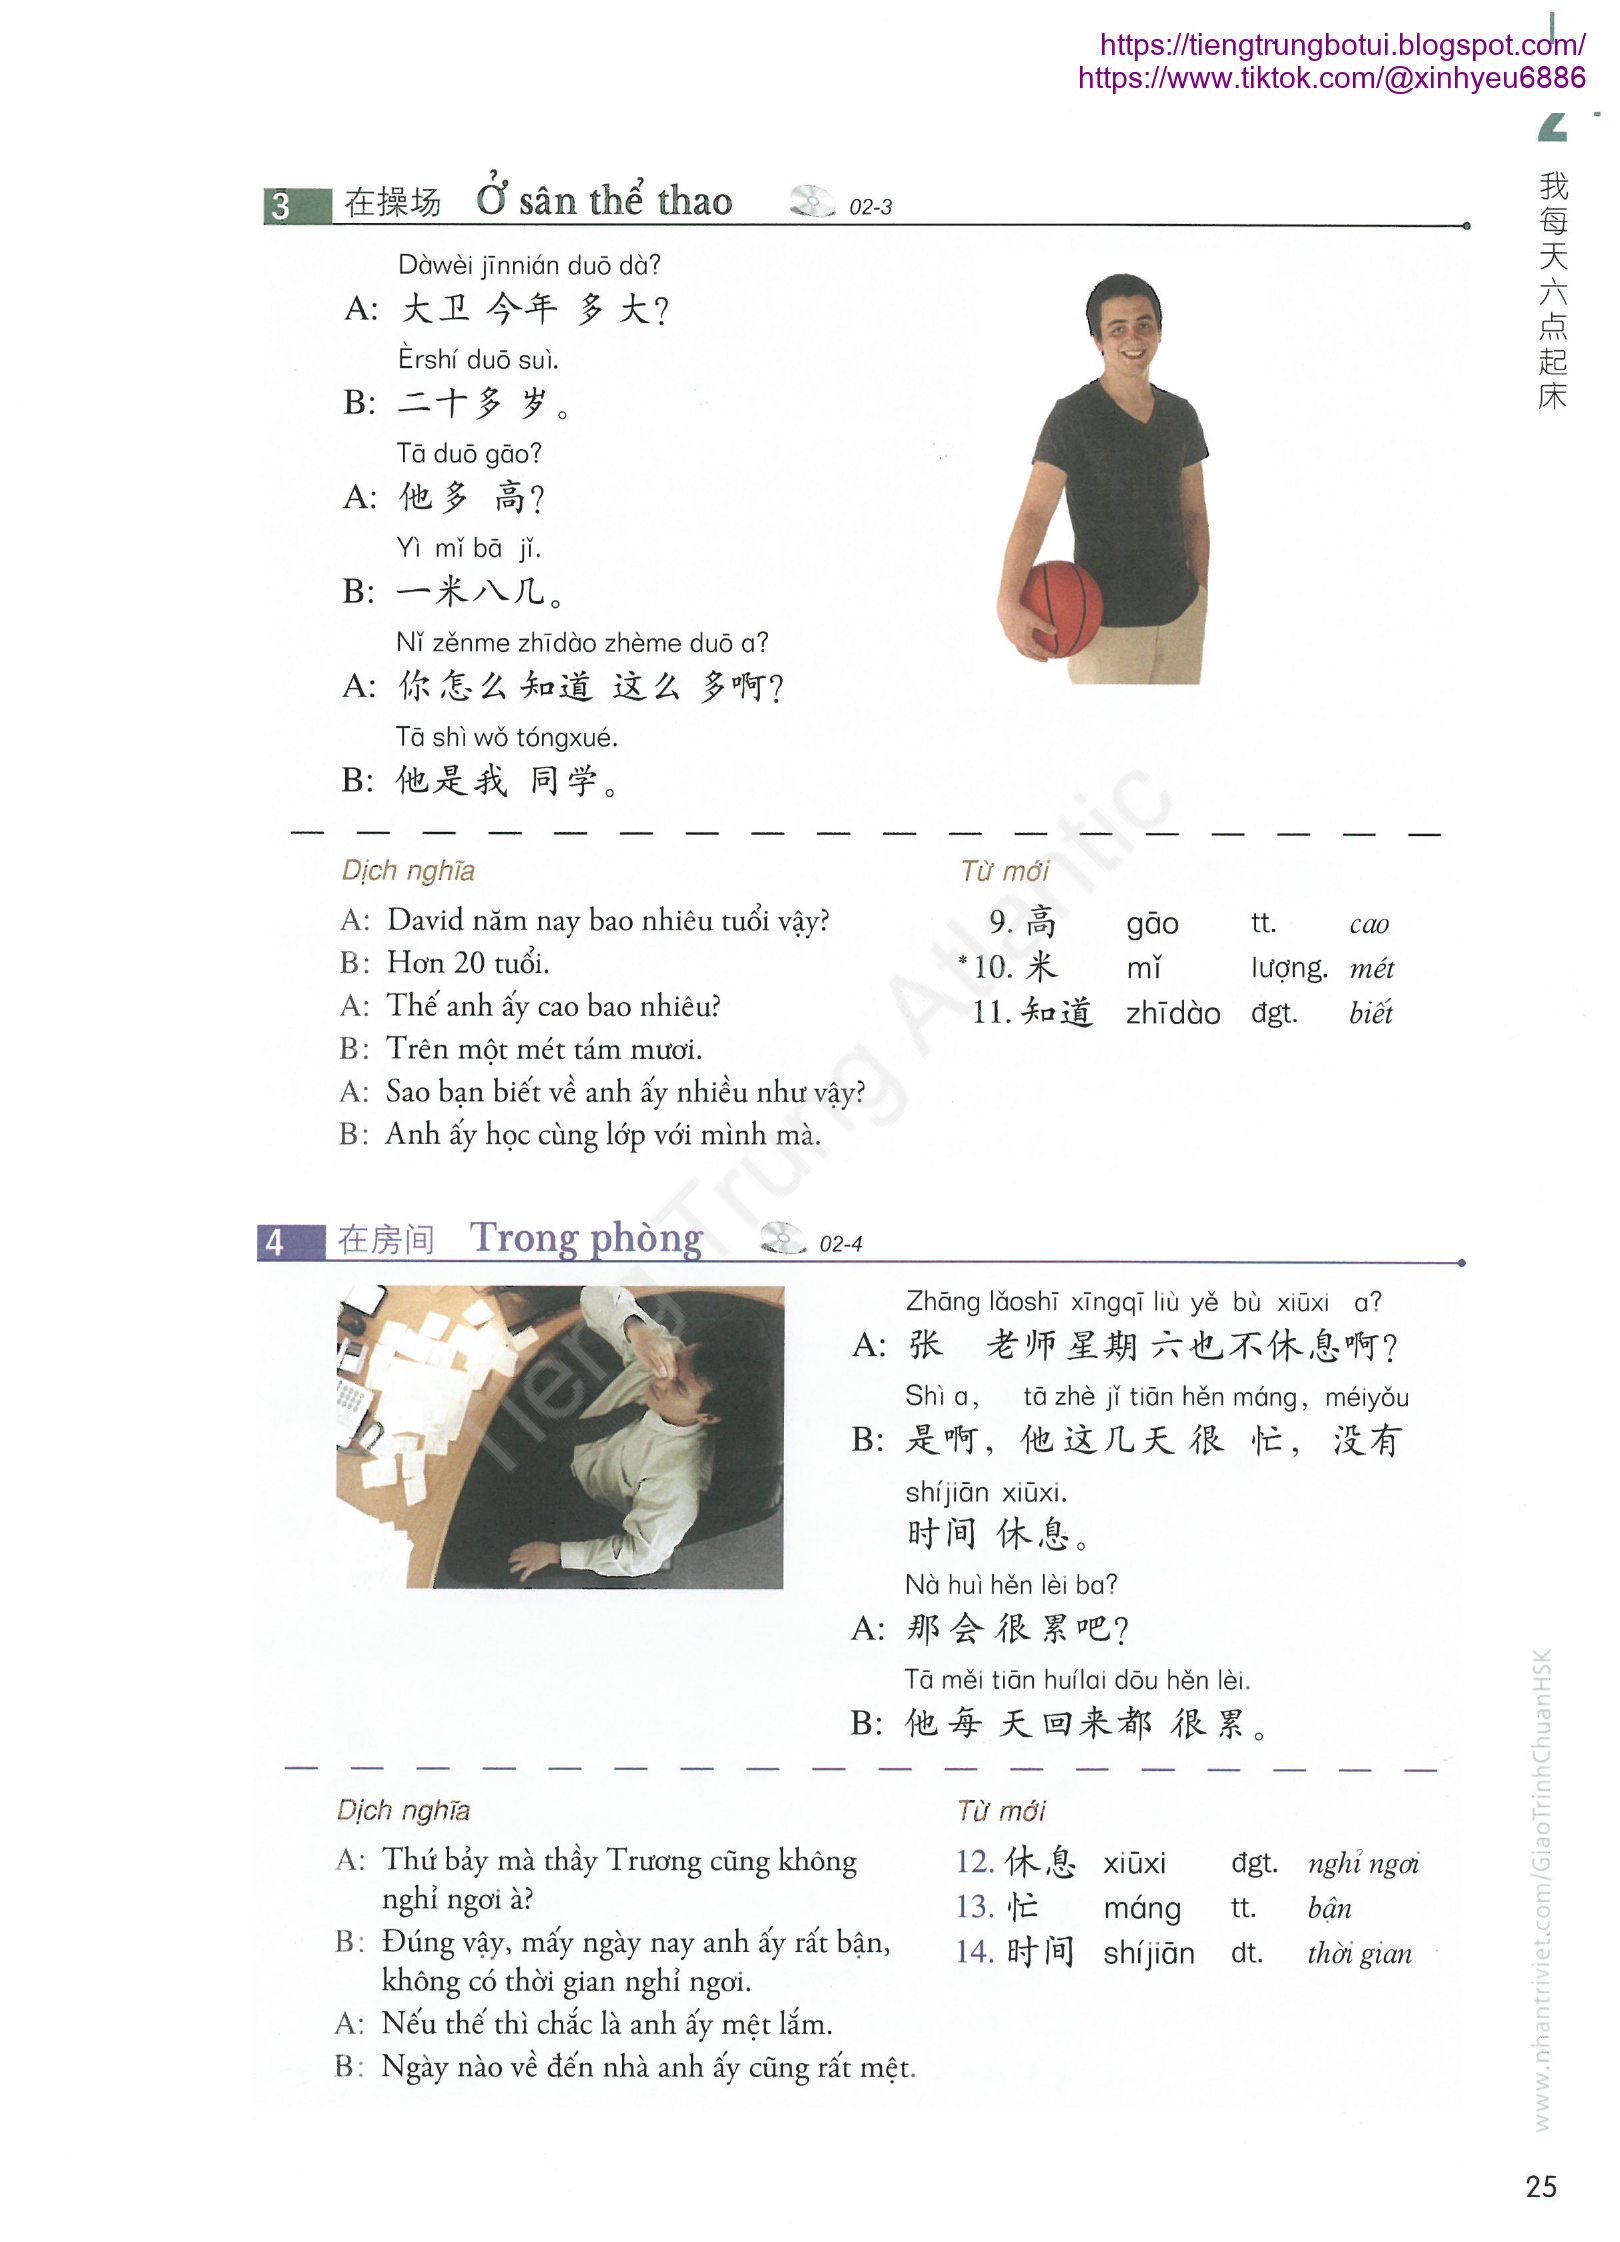 https://tiengtrungbotui.blogspot.com/
https://www.tiktok.com/@xinhyeu6886
2
我每天六点起床
3 在操场 Ở sân thể thao 02-3
Dàwèi jīnnián duō dà?
A: 大卫 今年 多 大?
Èrshí duō suì.
B: 二十多 岁。
Tā duō gāo?
A: 他多 高?
Yì mǐ bā jǐ.
B: 一米八几。
Nǐ zěnme zhīdào zhème duō a?
A: 你怎么知道 这么 多啊?
Tā shì wǒ tóngxué.
B: 他是我 同学。
Dịch nghĩa
A: David năm nay bao nhiêu tuổi vậy?
B: Hơn 20 tuổi.
A: Thế anh ấy cao bao nhiêu?
B: Trên một mét tám mươi.
A: Sao bạn biết về anh ấy nhiều như vậy?
B: Anh ấy học cùng lớp với mình mà.
Từ mới
9. 高 gāo tt. cao
*10. 米 mǐ lượng. mét
11. 知道 zhīdào đgt. biết
4 在房间 Trong phòng 02-4
Zhāng lǎoshī xīngqī liù yě bù xiūxi a?
A: 张 老师星期六也不休息啊?
Shì a, tā zhè jǐ tiān hěn máng, méiyǒu
B: 是啊, 他这几天很 忙, 没有
shíjiān xiūxi.
时间 休息。
Nà huì hěn lèi ba?
A: 那会很累吧?
Tā měi tiān huílai dōu hěn lèi.
B: 他每 天回来都 很累。
Dịch nghĩa
A: Thứ bảy mà thầy Trương cũng không
nghỉ ngơi à?
B: Đúng vậy, mấy ngày nay anh ấy rất bận,
không có thời gian nghỉ ngơi.
A: Nếu thế thì chắc là anh ấy mệt lắm.
B: Ngày nào về đến nhà anh ấy cũng rất mệt.
Từ mới
12. 休息 xiūxi đgt. nghỉ ngơi
13. 忙 máng tt. bận
14. 时间 shíjiān dt. thời gian
Tiếng Trung Atlantic
www.nhantriviet.com/GiaoTrinhChuanHSK
25